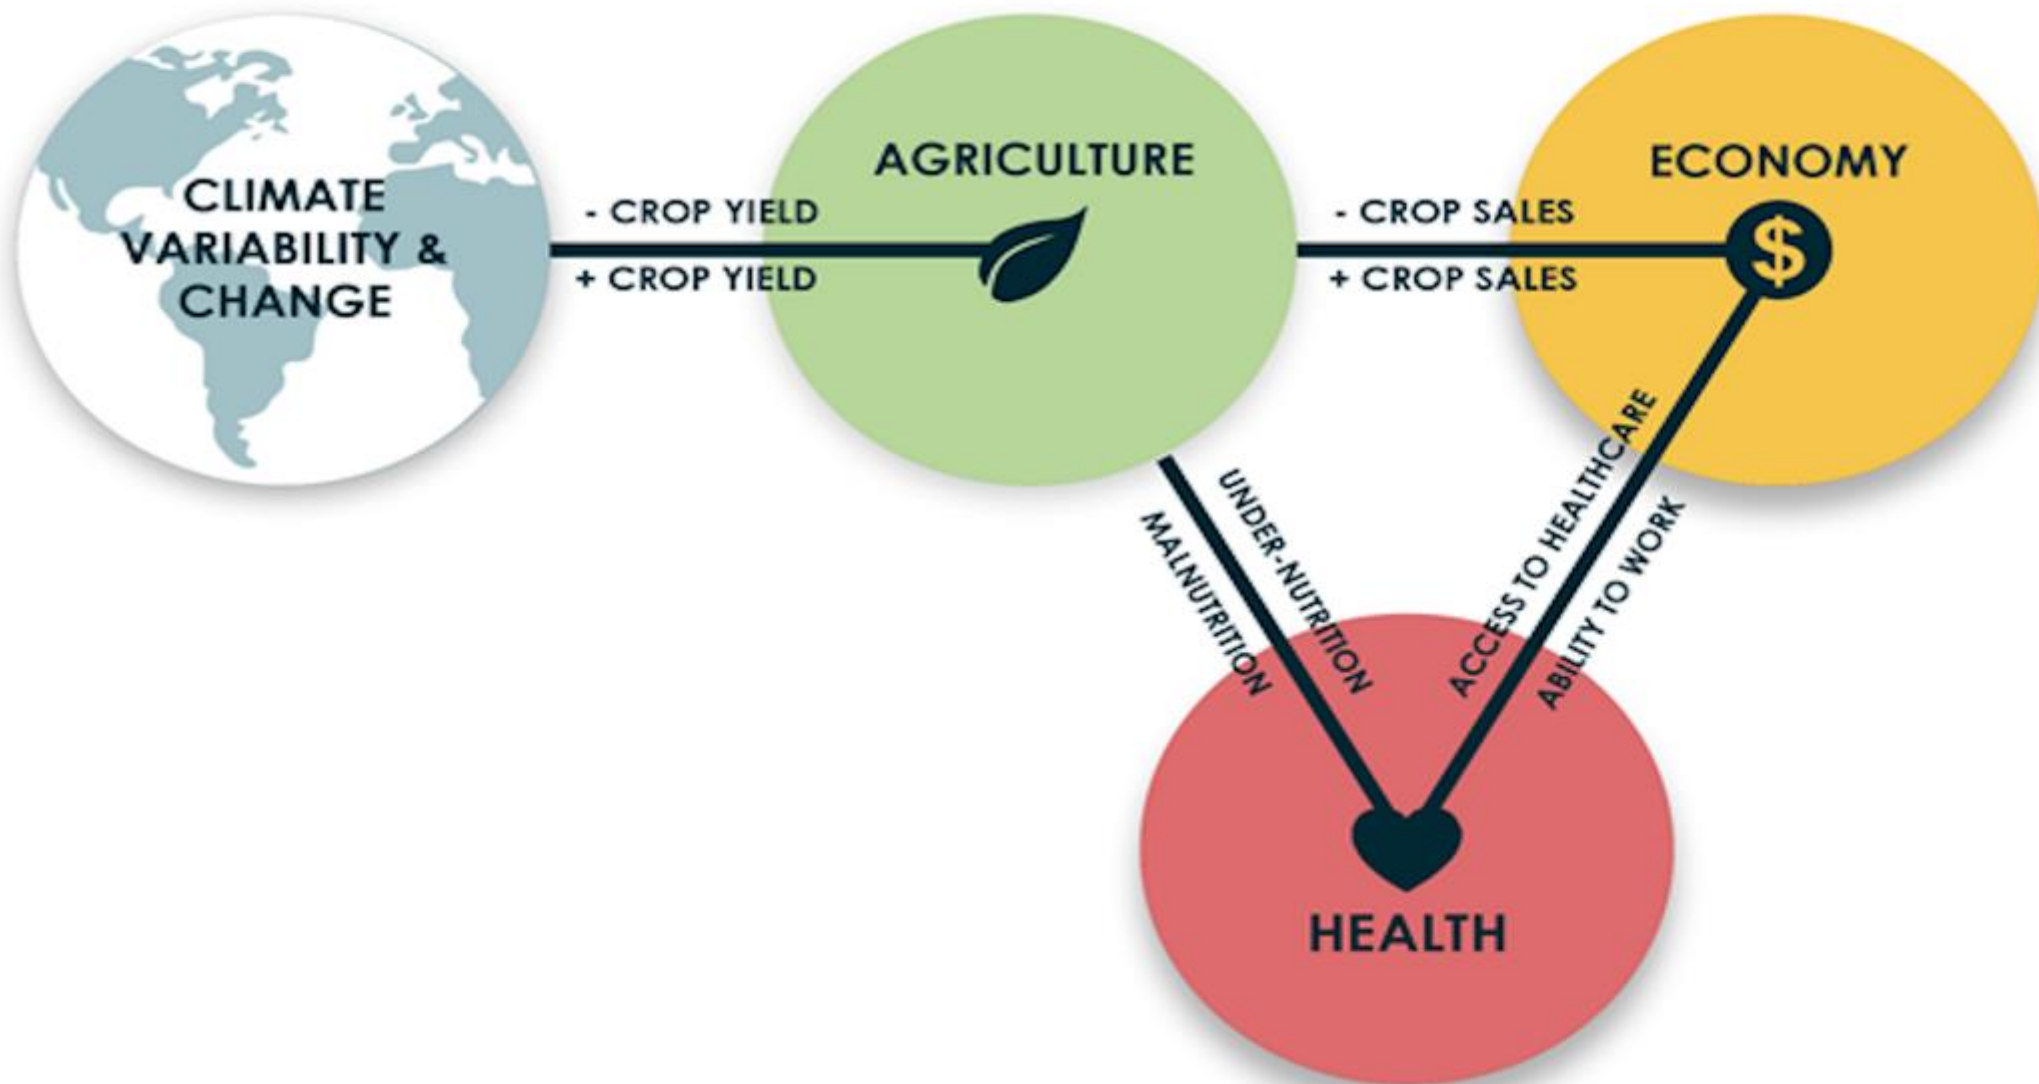 CLIMATE
VARIABILITY &
CHANGE
- CROP YIELD
+ CROP YIELD
AGRICULTURE
- CROP SALES
+ CROP SALES
ECONOMY
$
MALNUTRITION
UNDER-NUTRITION
ACCESS TO HEALTHCARE
ABILITY TO WORK
HEALTH